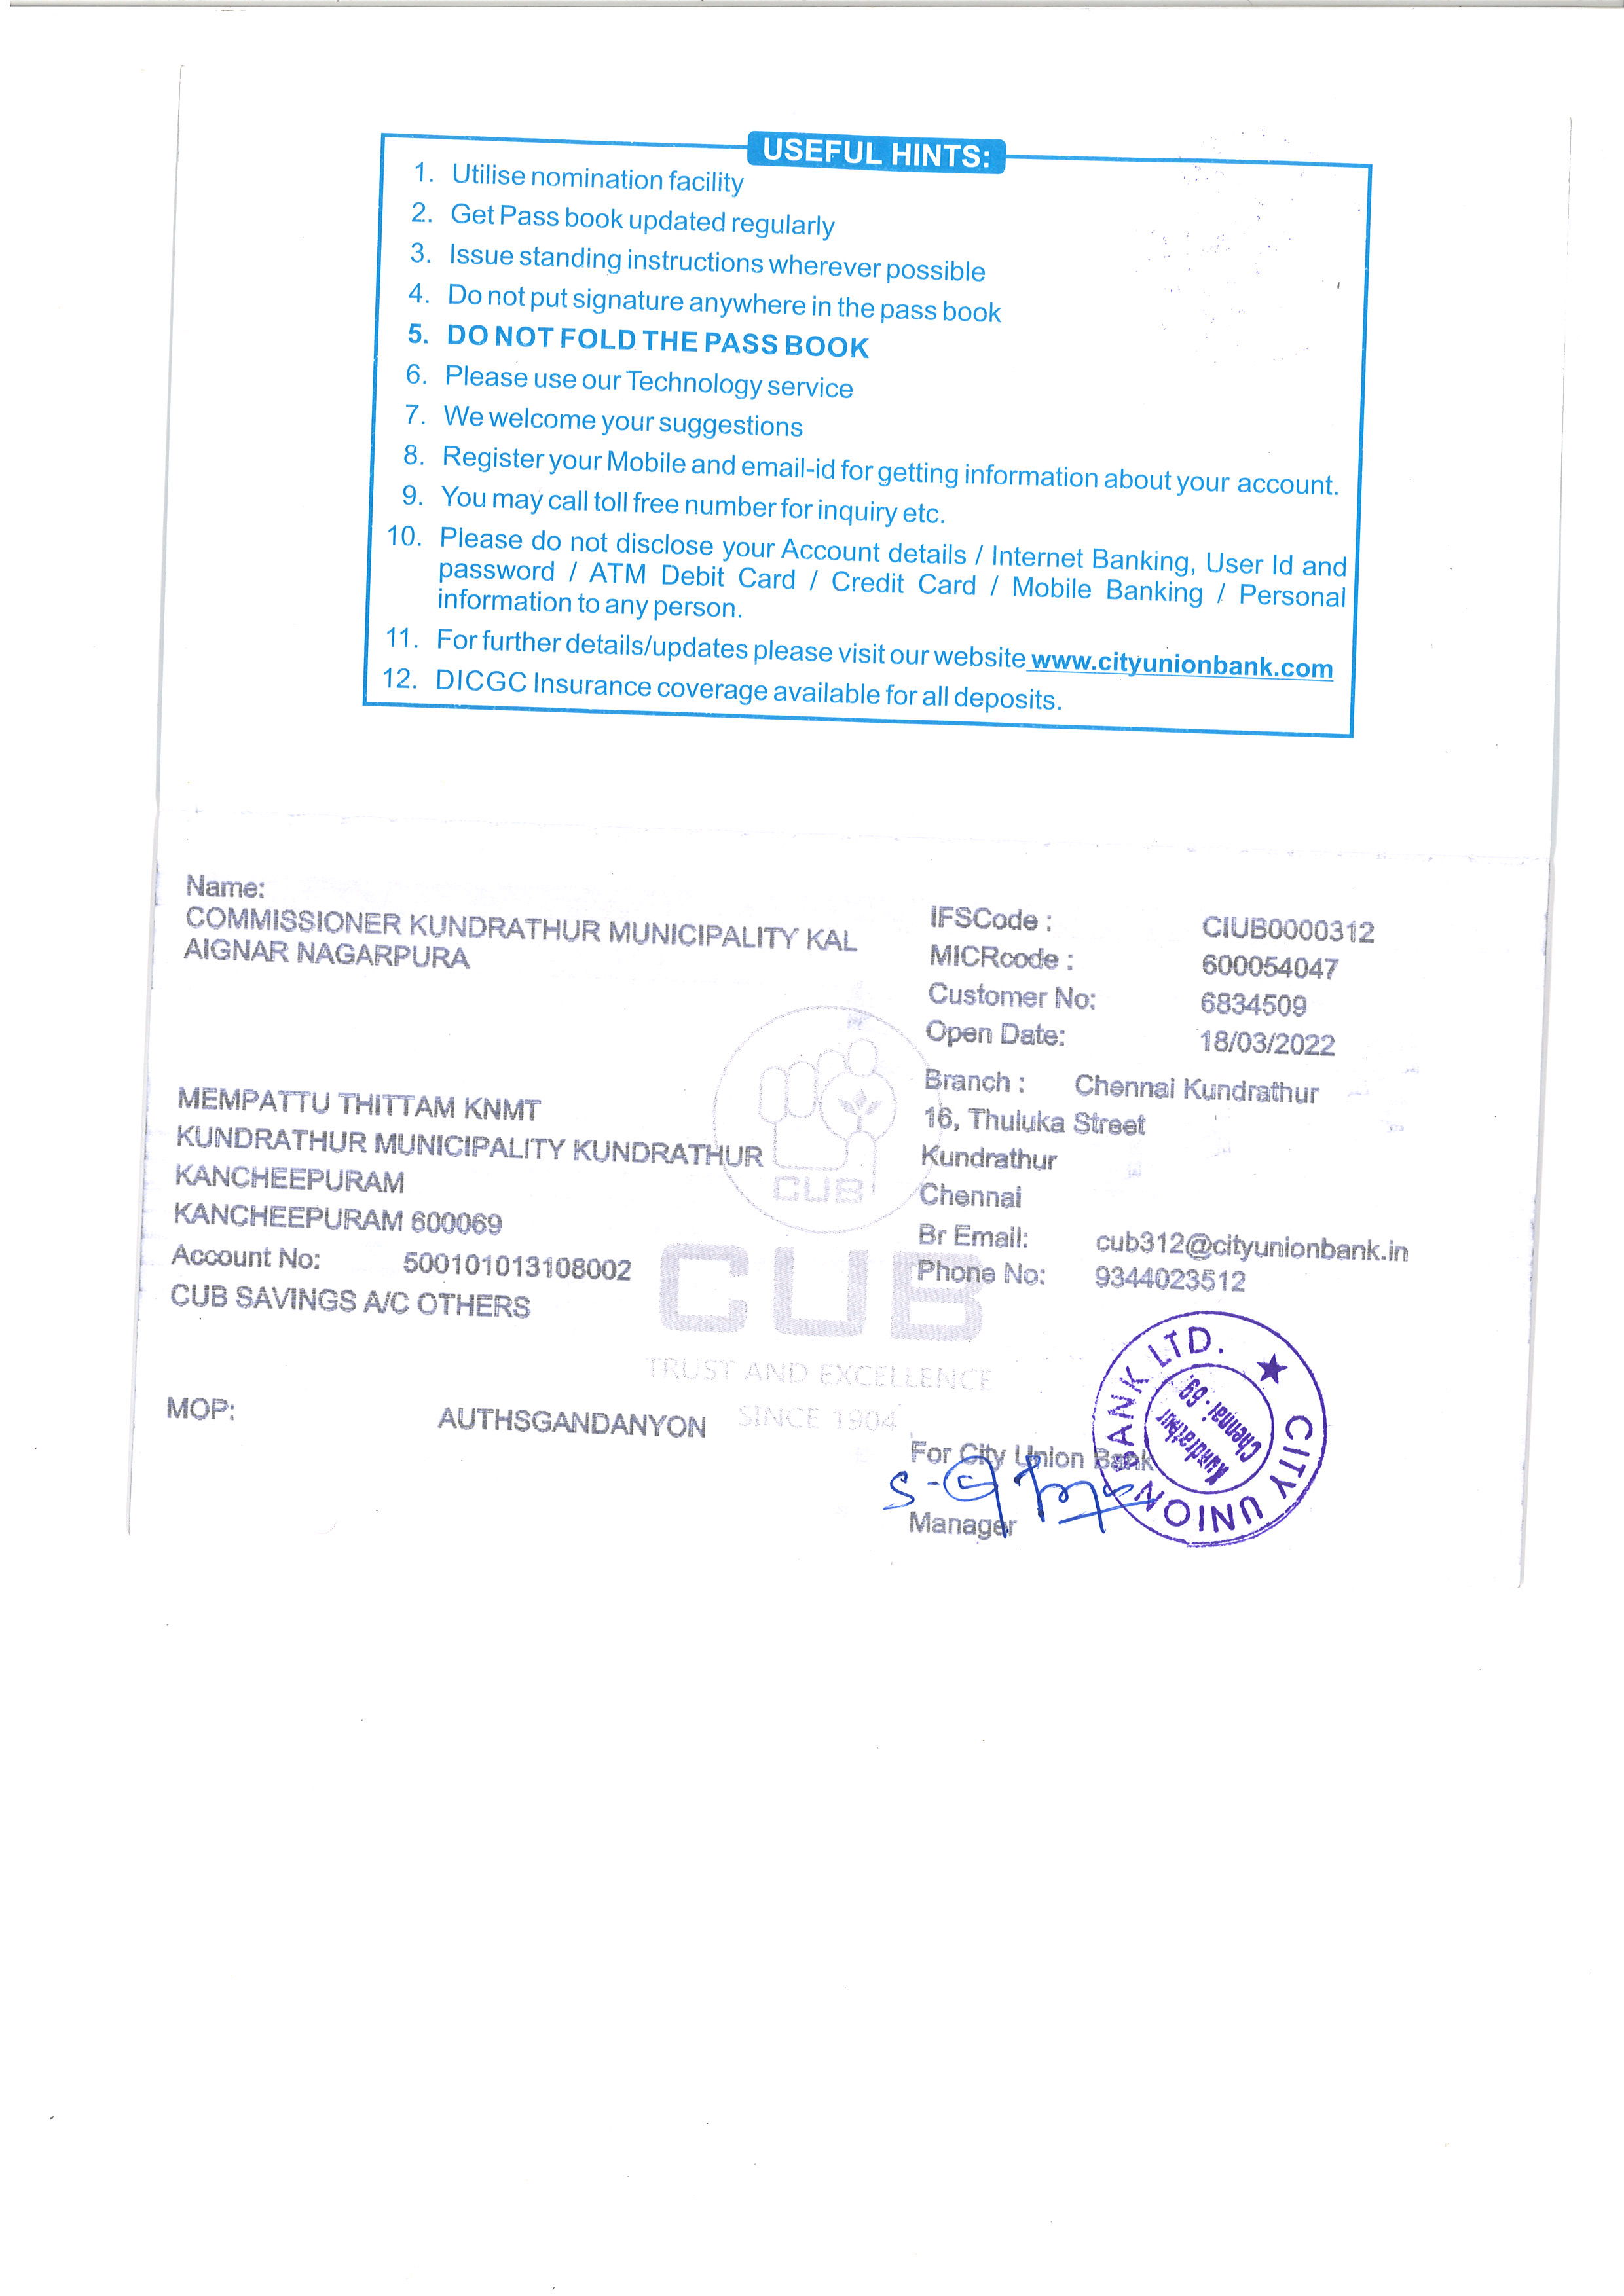 USEFUL HINTS:
1. Utilise nomination facility
2. Get Pass book updated regularly
3. Issue standing instructions wherever possible
4. Do not put signature anywhere in the pass book
5. DO NOT FOLD THE PASS BOOK
6. Please use our Technology service
7. We welcome your suggestions
8. Register your Mobile and email-id for getting information about your account.
9. You may call toll free number for inquiry etc.
10. Please do not disclose your Account details / Internet Banking, User Id and
password / ATM Debit Card / Credit Card / Mobile Banking / Personal
information to any person.
11. For further details/updates please visit our website www.cityunionbank.com
12. DICGC Insurance coverage available for all deposits.
Name:
COMMISSIONER KUNDRATHUR MUNICIPALITY KAL
AIGNAR NAGARPURA
MEMPATTU THITTAM KNMT
KUNDRATHUR MUNICIPALITY KUNDRATHUR
KANCHEEPURAM
KANCHEEPURAM 600069
Account No: 500101013108002
CUB SAVINGS A/C OTHERS
MOP: AUTHSGANDANYON
IFSCode : CIUB0000312
MICRcode : 600054047
Customer No: 6834509
Open Date: 18/03/2022
Branch : Chennai Kundrathur
16, Thuluka Street
Kundrathur
Chennai
Br Email: cub312@cityunionbank.in
Phone No: 9344023512
CUB
CUB
TRUST AND EXCELLENCE
SINCE 1904
For City Union Bank
Manager
CITY UNION BANK LTD.
Kundrathur
Chennai - 69.